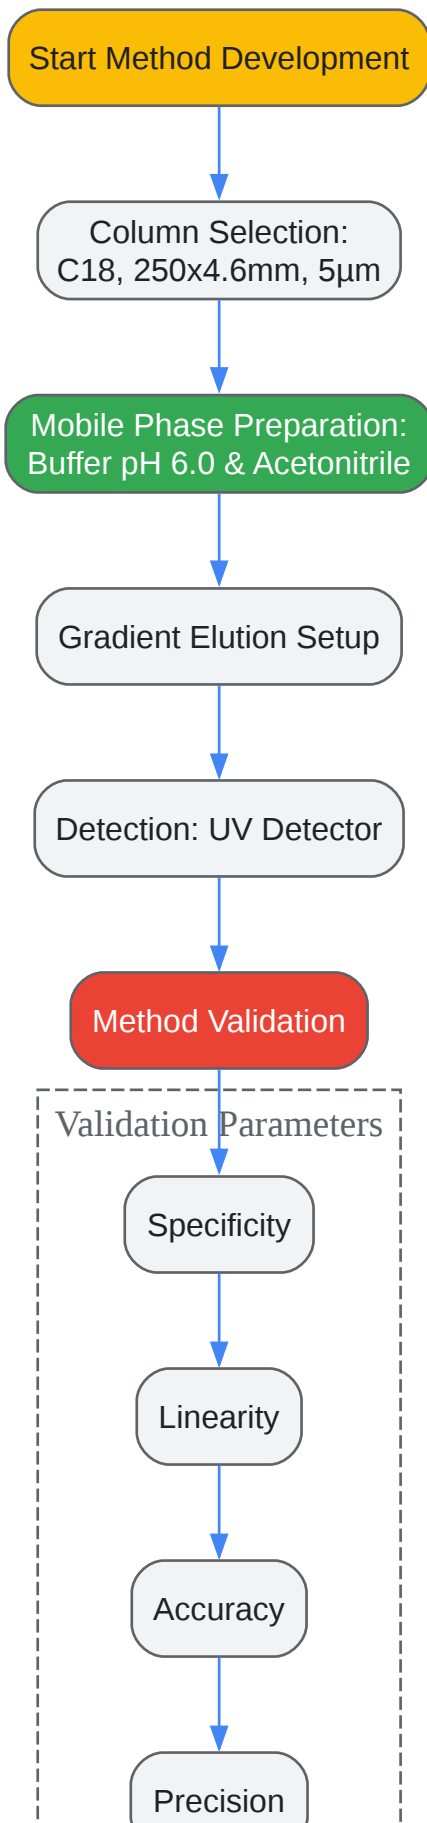 Start Method Development
Column Selection:
C18, 250x4.6mm, 5µm
Mobile Phase Preparation:
Buffer pH 6.0 & Acetonitrile
Gradient Elution Setup
Detection: UV Detector
Method Validation
Validation Parameters
Specificity
Linearity
Accuracy
Precision